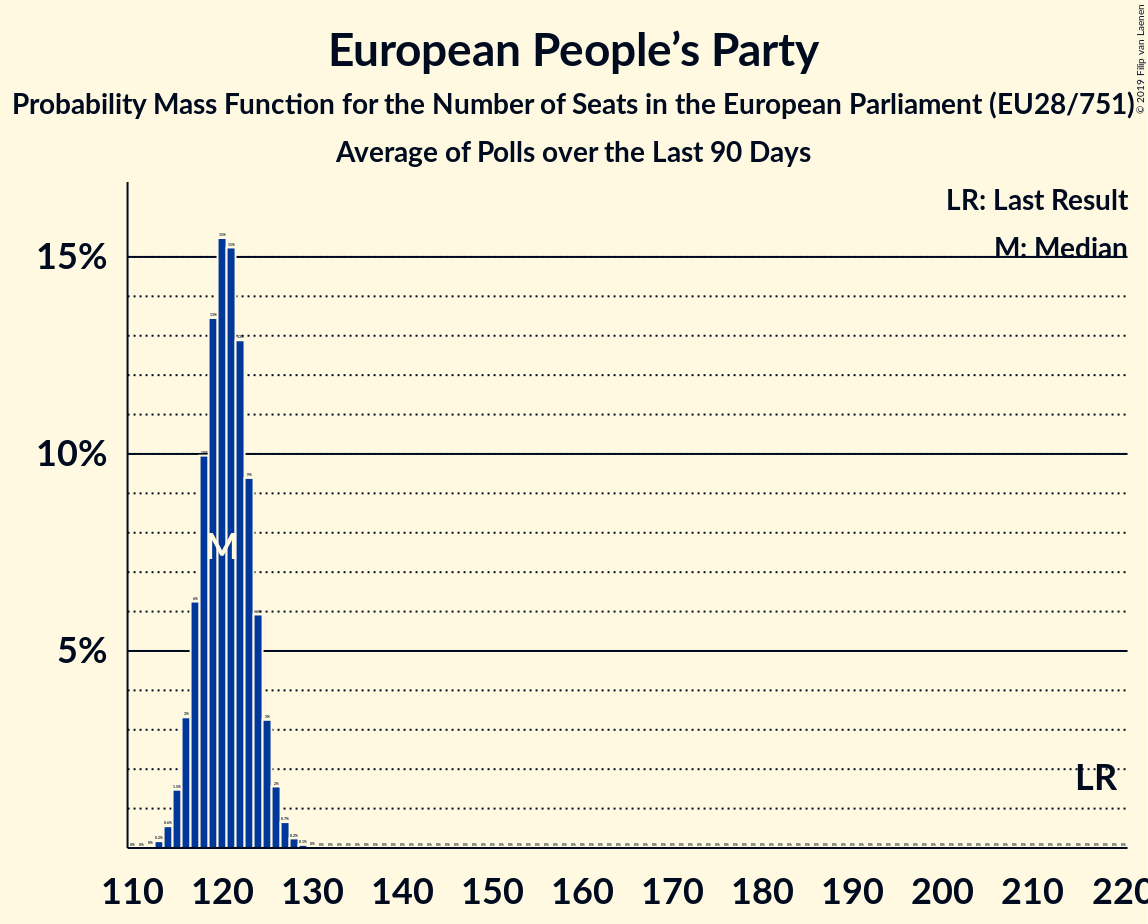 European People’s Party
Probability Mass Function for the Number of Seats in the European Parliament (EU28/751)
Average of Polls over the Last 90 Days
© 2019 Filip van Laenen
LR: Last Result
M: Median
15%
10%
5%
M
LR
110 120 130 140 150 160 170 180 190 200 210 220